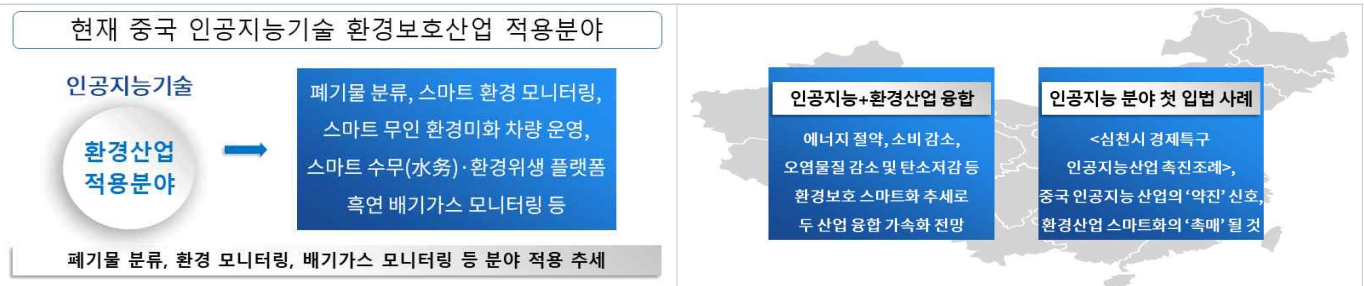 현재 중국 인공지능기술 환경보호산업 적용분야
인공지능기술
환경산업
적용분야
폐기물 분류, 스마트 환경 모니터링,
스마트 무인 환경미화 차량 운영,
스마트 수무(水务)·환경위생 플랫폼
흑연 배기가스 모니터링 등
폐기물 분류, 환경 모니터링, 배기가스 모니터링 등 분야 적용 추세
인공지능+환경산업 융합
에너지 절약, 소비 감소,
오염물질 감소 및 탄소저감 등
환경보호 스마트화 추세로
두 산업 융합 가속화 전망
인공지능 분야 첫 입법 사례
<심천시 경제특구
인공지능산업 촉진조례>,
중국 인공지능 산업의 ‘약진’ 신호,
환경산업 스마트화의 ‘촉매’ 될 것